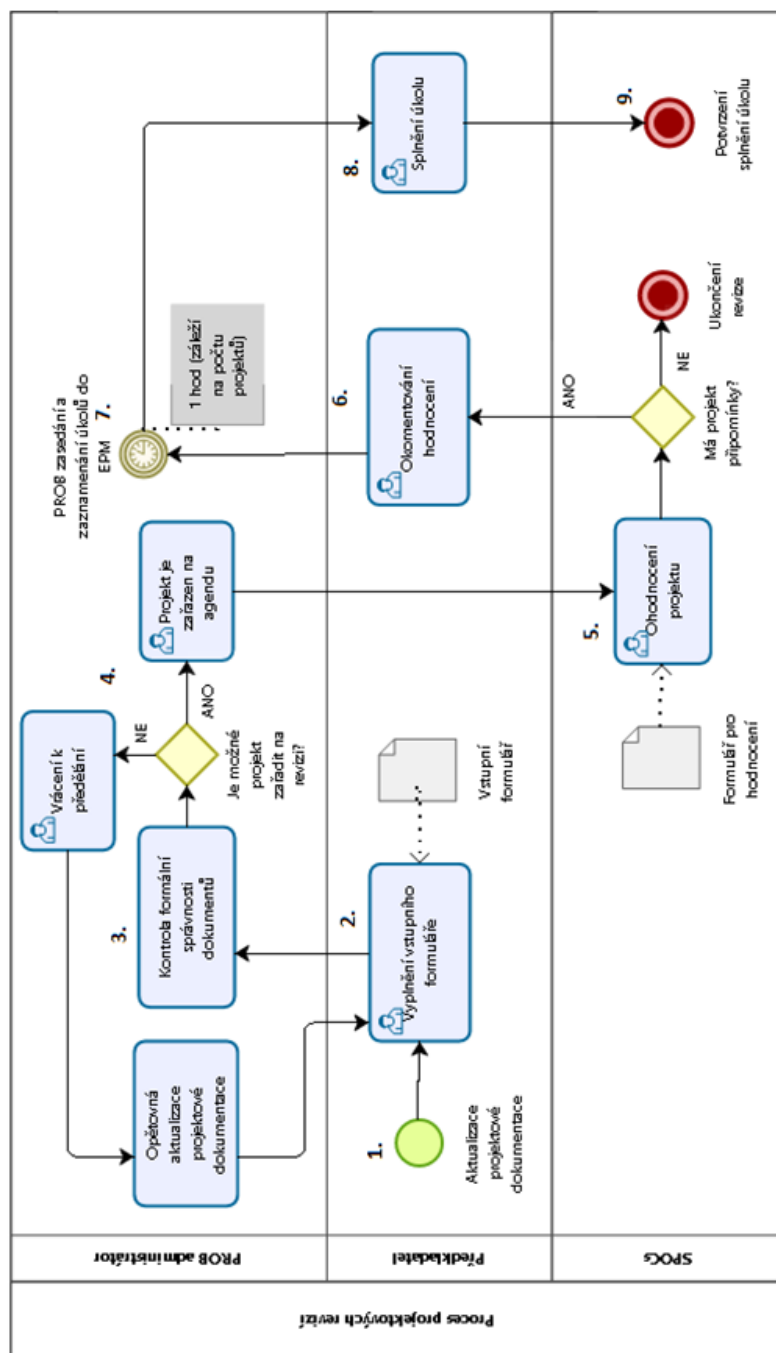 Proces projektových revizí
PROB administrátor
Předkladatel
SPOCs
Opětovná
aktualizace
projektové
dokumentace
3.
Kontrola formální
správnosti
dokumentů
Vrácení k
předělání
4.
NE
ANO
Je možné
projekt
zařadit na
revizi?
Projekt je
zařazen na
agendu
PROB zasedání a
zaznamenání úkolů do
EPM
7.
1 hod (záleží
na počtu
projektů)
1.
Aktualizace
projektové
dokumentace
2.
Vyplnění vstupního
formuláře
Vstupní
formulář
6.
Okomentování
hodnocení
8.
Splnění úkolu
Formulář pro
hodnocení
5.
Ohodnocení
projektu
ANO
NE
Má projekt
připomínky?
Ukončení
revize
9.
Potvrzení
splnění úkolu